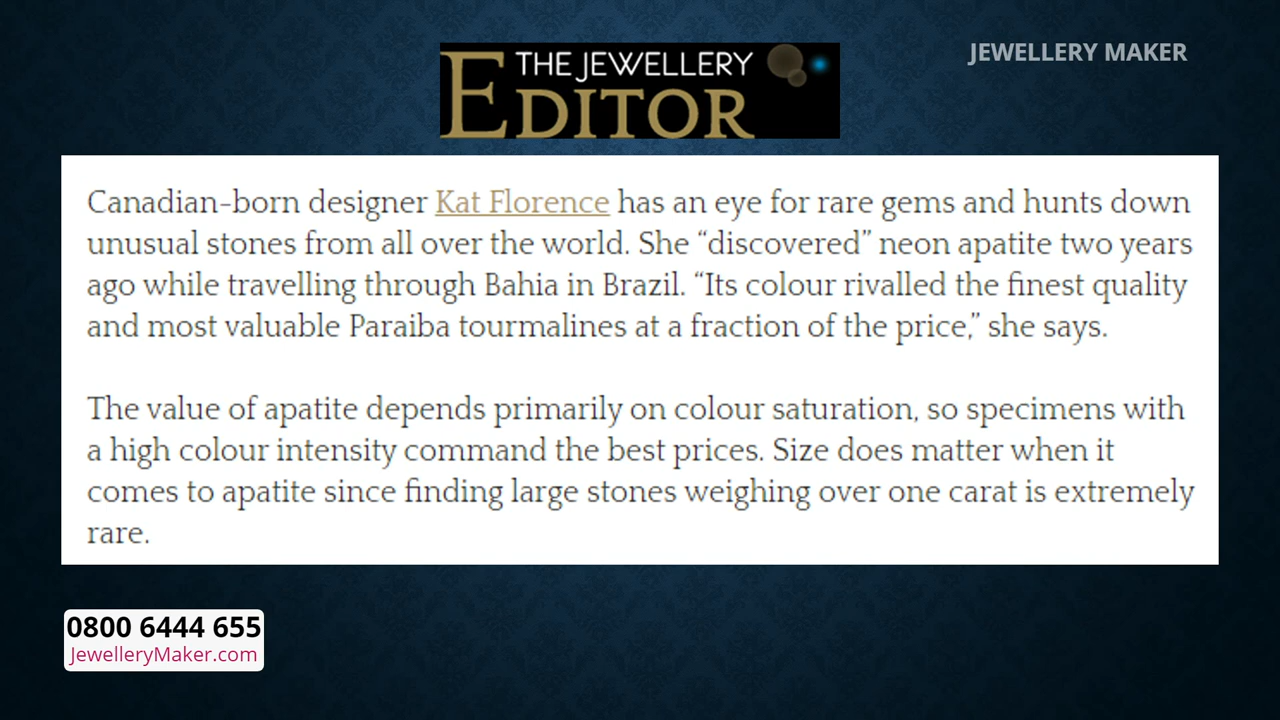 THE JEWELLERY
EDITOR
JEWELLERY MAKER
Canadian-born designer Kat Florence has an eye for rare gems and hunts down
unusual stones from all over the world. She “discovered” neon apatite two years
ago while travelling through Bahia in Brazil. “Its colour rivalled the finest quality
and most valuable Paraiba tourmalines at a fraction of the price,” she says.
The value of apatite depends primarily on colour saturation, so specimens with
a high colour intensity command the best prices. Size does matter when it
comes to apatite since finding large stones weighing over one carat is extremely
rare.
0800 6444 655
JewelleryMaker.com